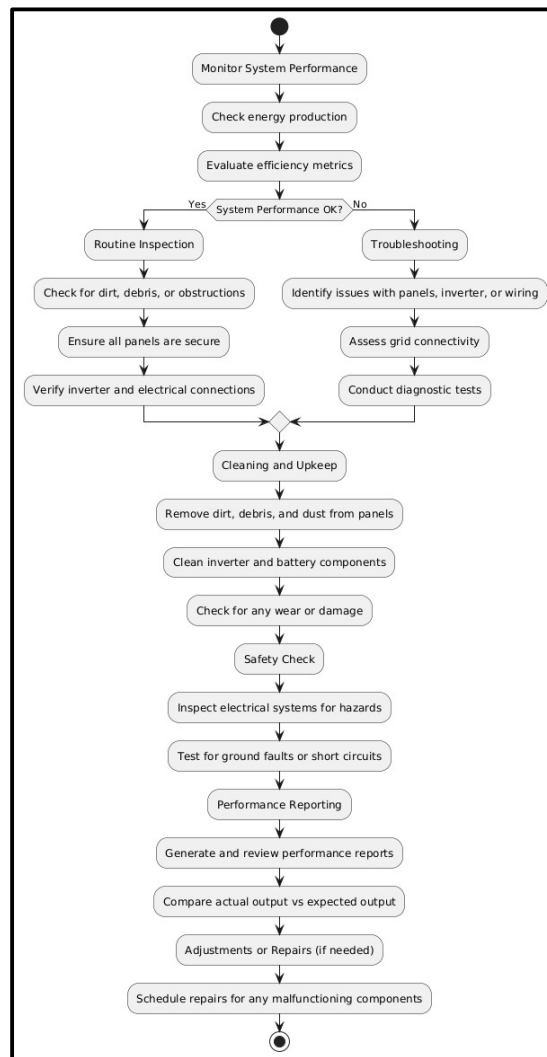 Monitor System Performance
Check energy production
Evaluate efficiency metrics
Yes
System Performance OK?
No
Routine Inspection
Check for dirt, debris, or obstructions
Ensure all panels are secure
Verify inverter and electrical connections
Troubleshooting
Identify issues with panels, inverter, or wiring
Assess grid connectivity
Conduct diagnostic tests
Cleaning and Upkeep
Remove dirt, debris, and dust from panels
Clean inverter and battery components
Check for any wear or damage
Safety Check
Inspect electrical systems for hazards
Test for ground faults or short circuits
Performance Reporting
Generate and review performance reports
Compare actual output vs expected output
Adjustments or Repairs (if needed)
Schedule repairs for any malfunctioning components